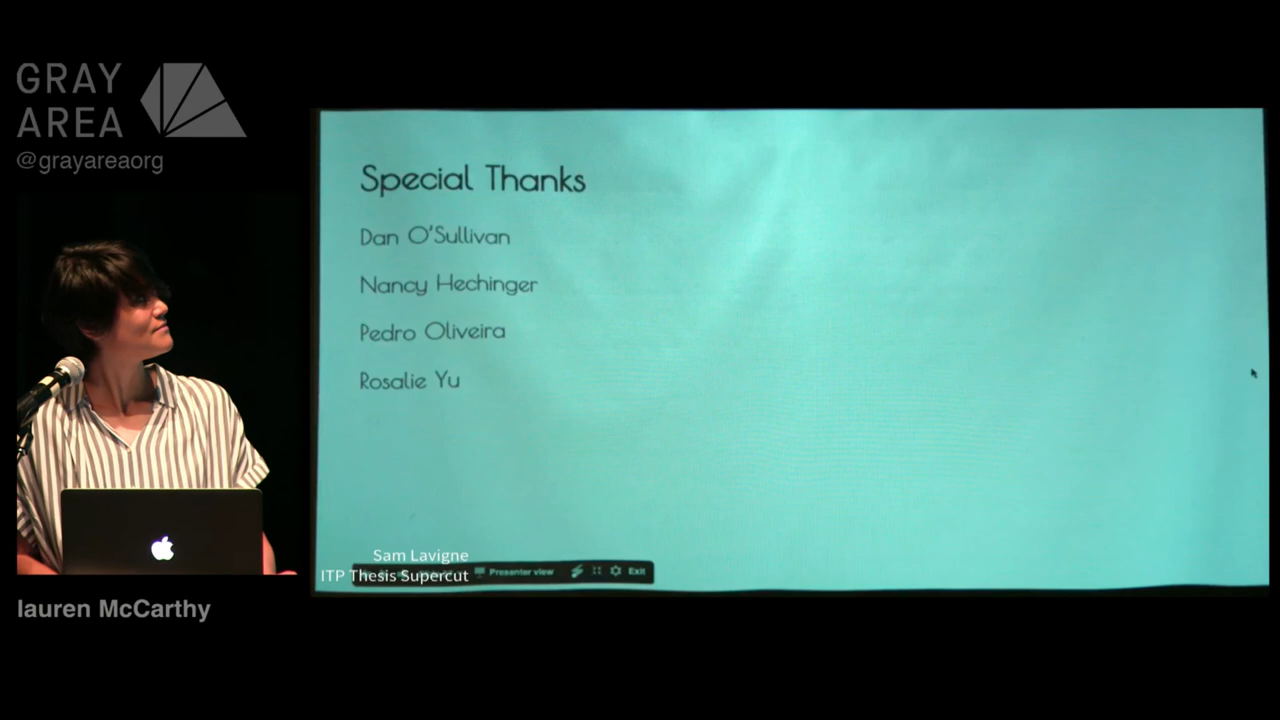 GRAY
AREA
@grayareaorg
Special Thanks
Dan O'Sullivan
Nancy Hechinger
Pedro Oliveira
Rosalie Yu
Sam Lavigne
ITP Thesis Supercut
Presenter view
Exit
lauren McCarthy